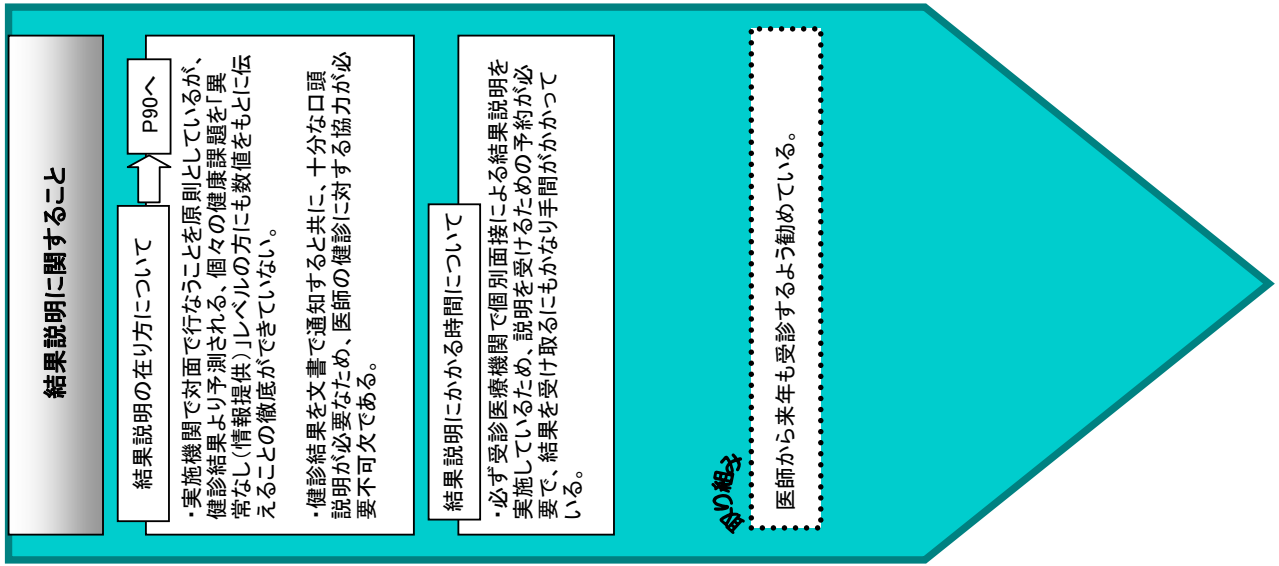 結果説明に関すること
結果説明の在り方について
P90へ
・実施機関で対面で行なうことを原則としているが、
健診結果より予測される、個々の健康課題を「異
常なし(情報提供)」レベルの方にも数値をもとに伝
えることの徹底ができていない。
・健診結果を文書で通知すると共に、十分な口頭
説明が必要なため、医師の健診に対する協力が必
要不可欠である。
結果説明にかかる時間について
・必ず受診医療機関で個別面接による結果説明を
実施しているため、説明を受けるための予約が必
要で、結果を受け取るにもかなり手間がかかって
いる。
取り組み
医師から来年も受診するよう勧めている。